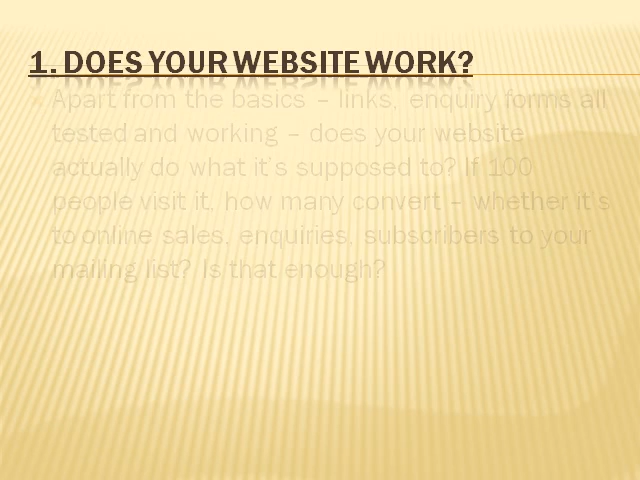 1. DOES YOUR WEBSITE WORK?
Apart from the basics – links, enquiry forms all
tested and working – does your website
actually do what it's supposed to? If 100
people visit it, how many convert – whether it's
to online sales, enquiries, subscribers to your
mailing list? Is that enough?